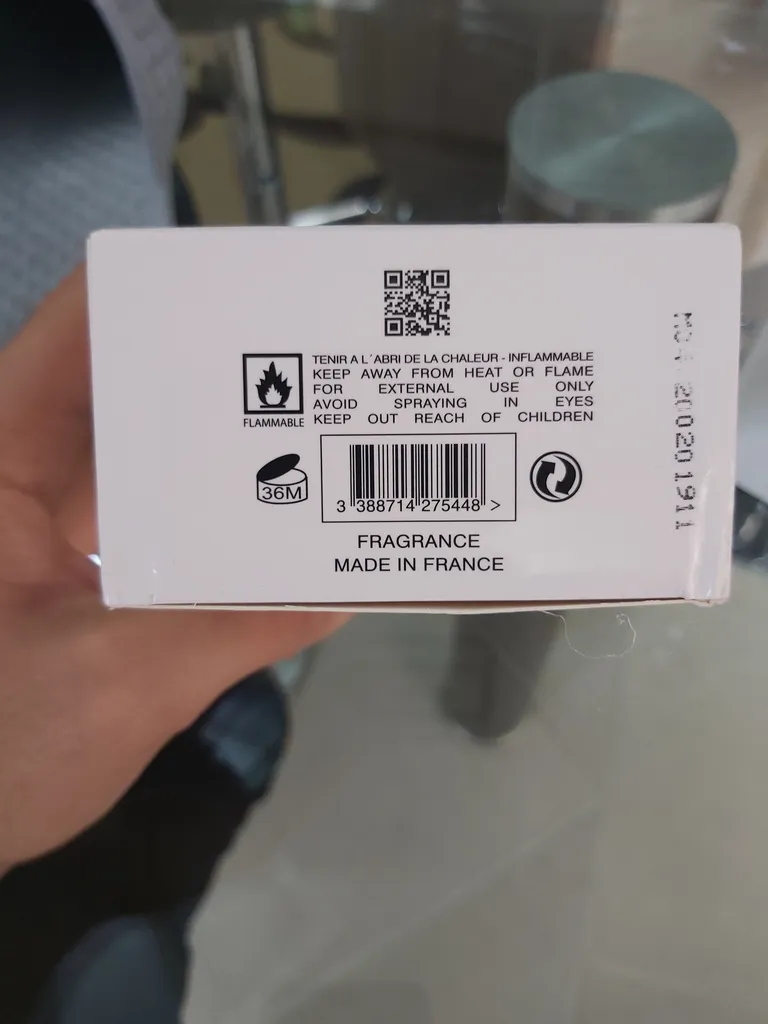 TENIR A L´ABRI DE LA CHALEUR - INFLAMMABLE
KEEP AWAY FROM HEAT OR FLAME
FOR EXTERNAL USE ONLY
AVOID SPRAYING IN EYES
KEEP OUT REACH OF CHILDREN
FLAMMABLE
36M
3 388714 275448 >
FRAGRANCE
MADE IN FRANCE